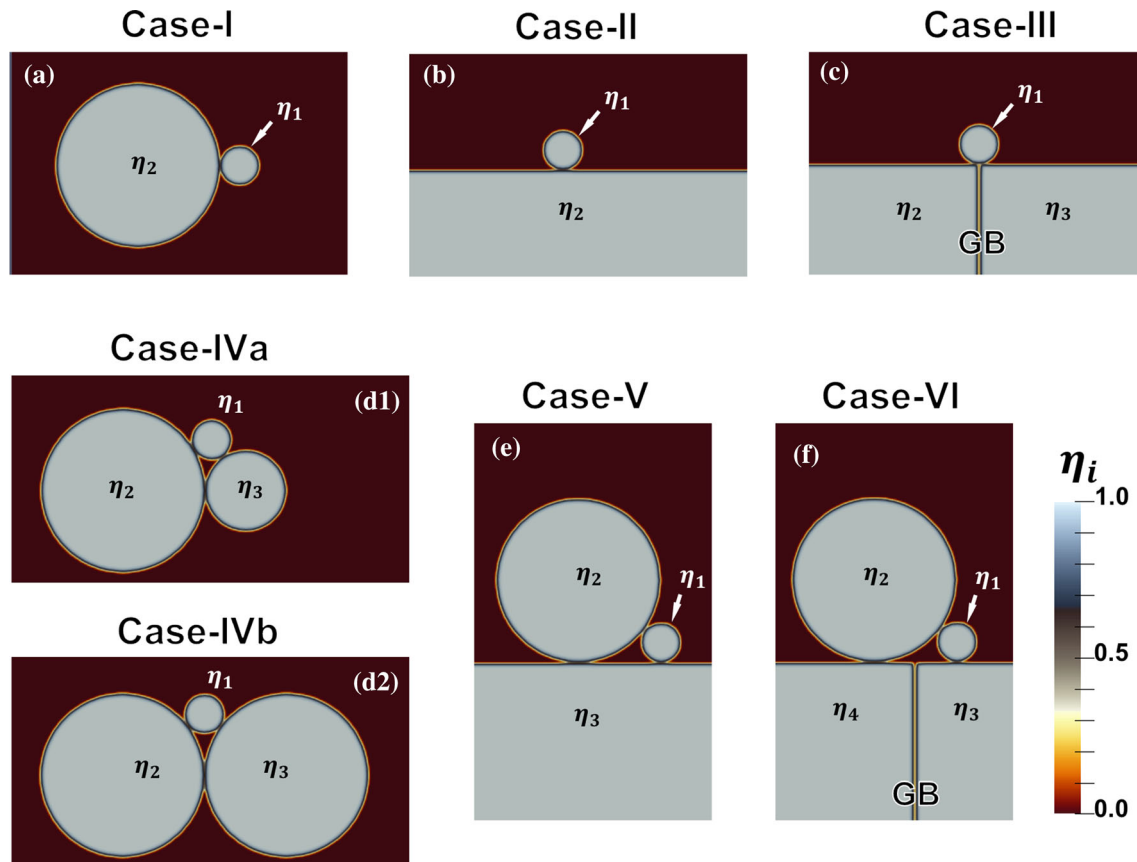 Case-I
(a)
η₁
η₂
Case-II
(b)
η₁
η₂
Case-III
(c)
η₁
η₂
η₃
GB
Case-IVa
(d1)
η₁
η₂
η₃
Case-IVb
(d2)
η₁
η₂
η₃
Case-V
(e)
η₂
η₁
η₃
Case-VI
(f)
η₂
η₁
η₄
η₃
GB
ηᵢ
1.0
0.5
0.0